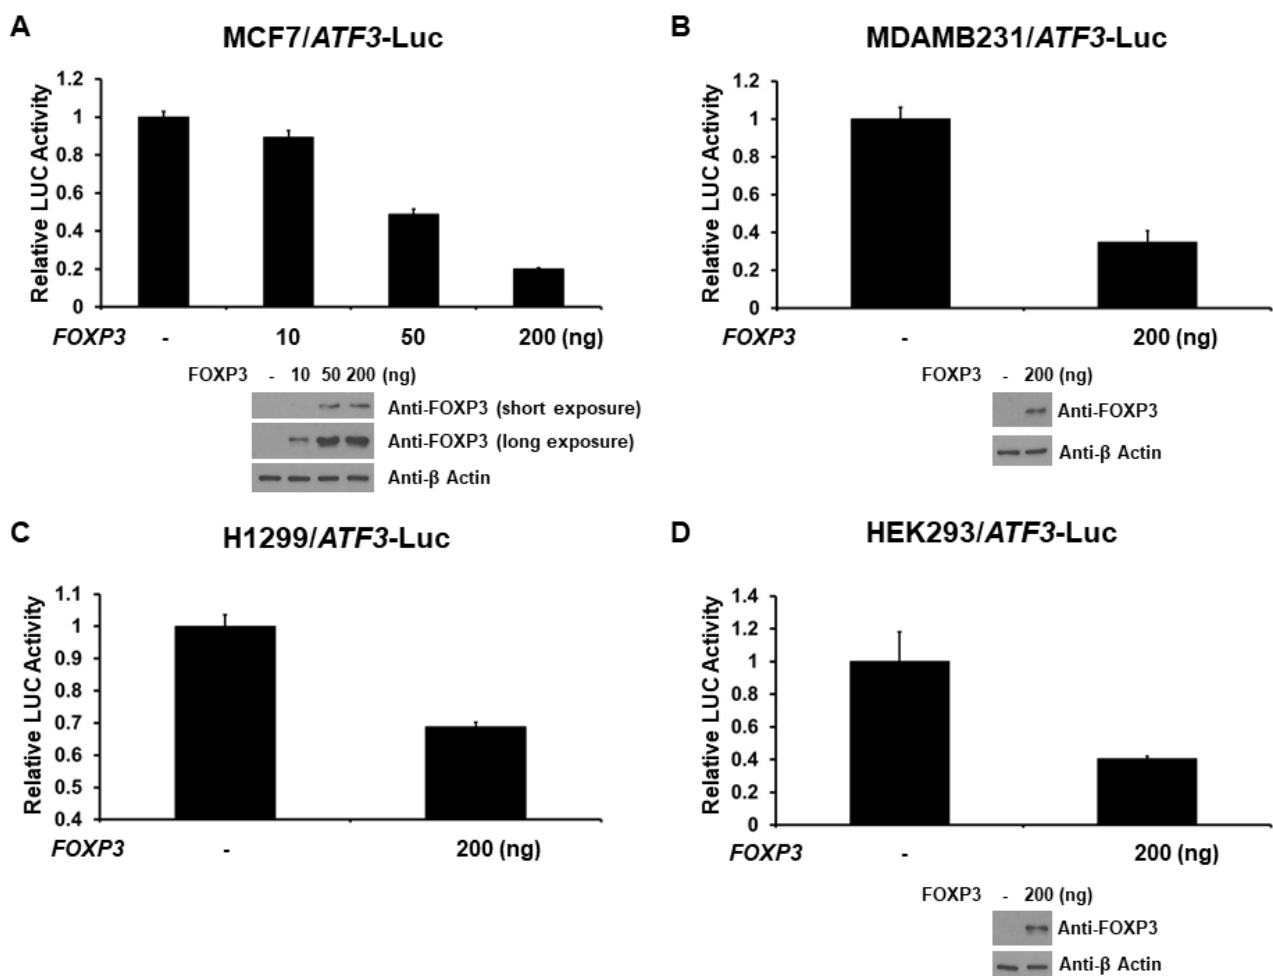 A
MCF7/ATF3-Luc
Relative LUC Activity
1.2
1
0.8
0.6
0.4
0.2
0
FOXP3 - 10 50 200 (ng)
FOXP3 - 10 50 200 (ng)
Anti-FOXP3 (short exposure)
Anti-FOXP3 (long exposure)
Anti-β Actin
B
MDAMB231/ATF3-Luc
Relative LUC Activity
1.2
1
0.8
0.6
0.4
0.2
0
FOXP3 - 200 (ng)
FOXP3 - 200 (ng)
Anti-FOXP3
Anti-β Actin
C
H1299/ATF3-Luc
Relative LUC Activity
1.1
1
0.9
0.8
0.7
0.6
0.5
0.4
FOXP3 - 200 (ng)
D
HEK293/ATF3-Luc
Relative LUC Activity
1.4
1.2
1
0.8
0.6
0.4
0.2
0
FOXP3 - 200 (ng)
FOXP3 - 200 (ng)
Anti-FOXP3
Anti-β Actin